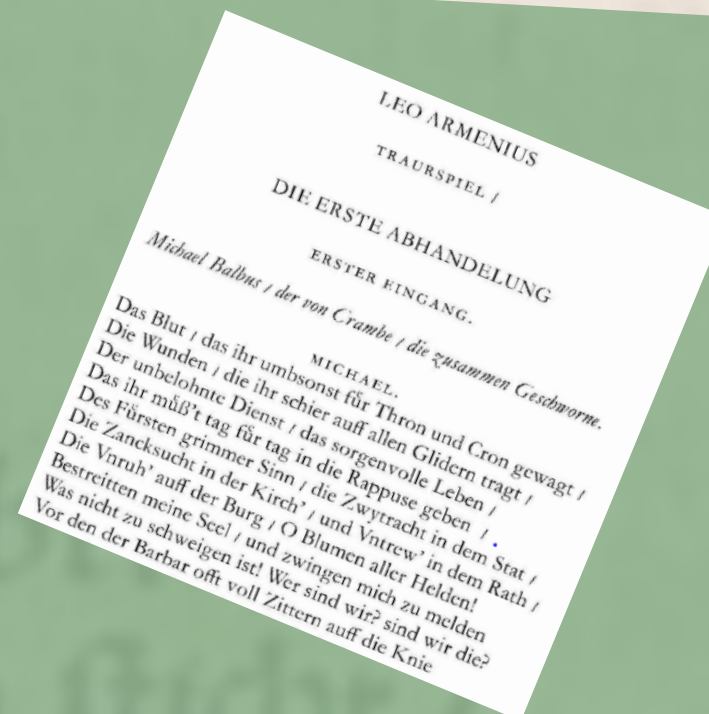 LEO ARMENIUS
TRAURSPIEL /
DIE ERSTE ABHANDELUNG
ERSTER EINGANG.
Michael Balbus / der von Crambe / die zusammen Geschworne.
MICHAEL.
Das Blut / das ihr umbsonst fůr Thron und Cron gewagt /
Die Wunden / die ihr schier auff allen Glidern tragt /
Der unbelohnte Dienst / das sorgenvolle Leben /
Das ihr můß't tag fůr tag in die Rappuse geben /
Des Fůrsten grimmer Sinn / die Zwytracht in dem Stat /
Die Zancksucht in der Kirch' / und Vntrew' in dem Rath /
Die Vnruh' auff der Burg / O Blumen aller Helden!
Bestreitten meine Seel / und zwingen mich zu melden
Was nicht zu schweigen ist! Wer sind wir? sind wir die?
Vor den der Barbar offt voll Zittern auff die Knie